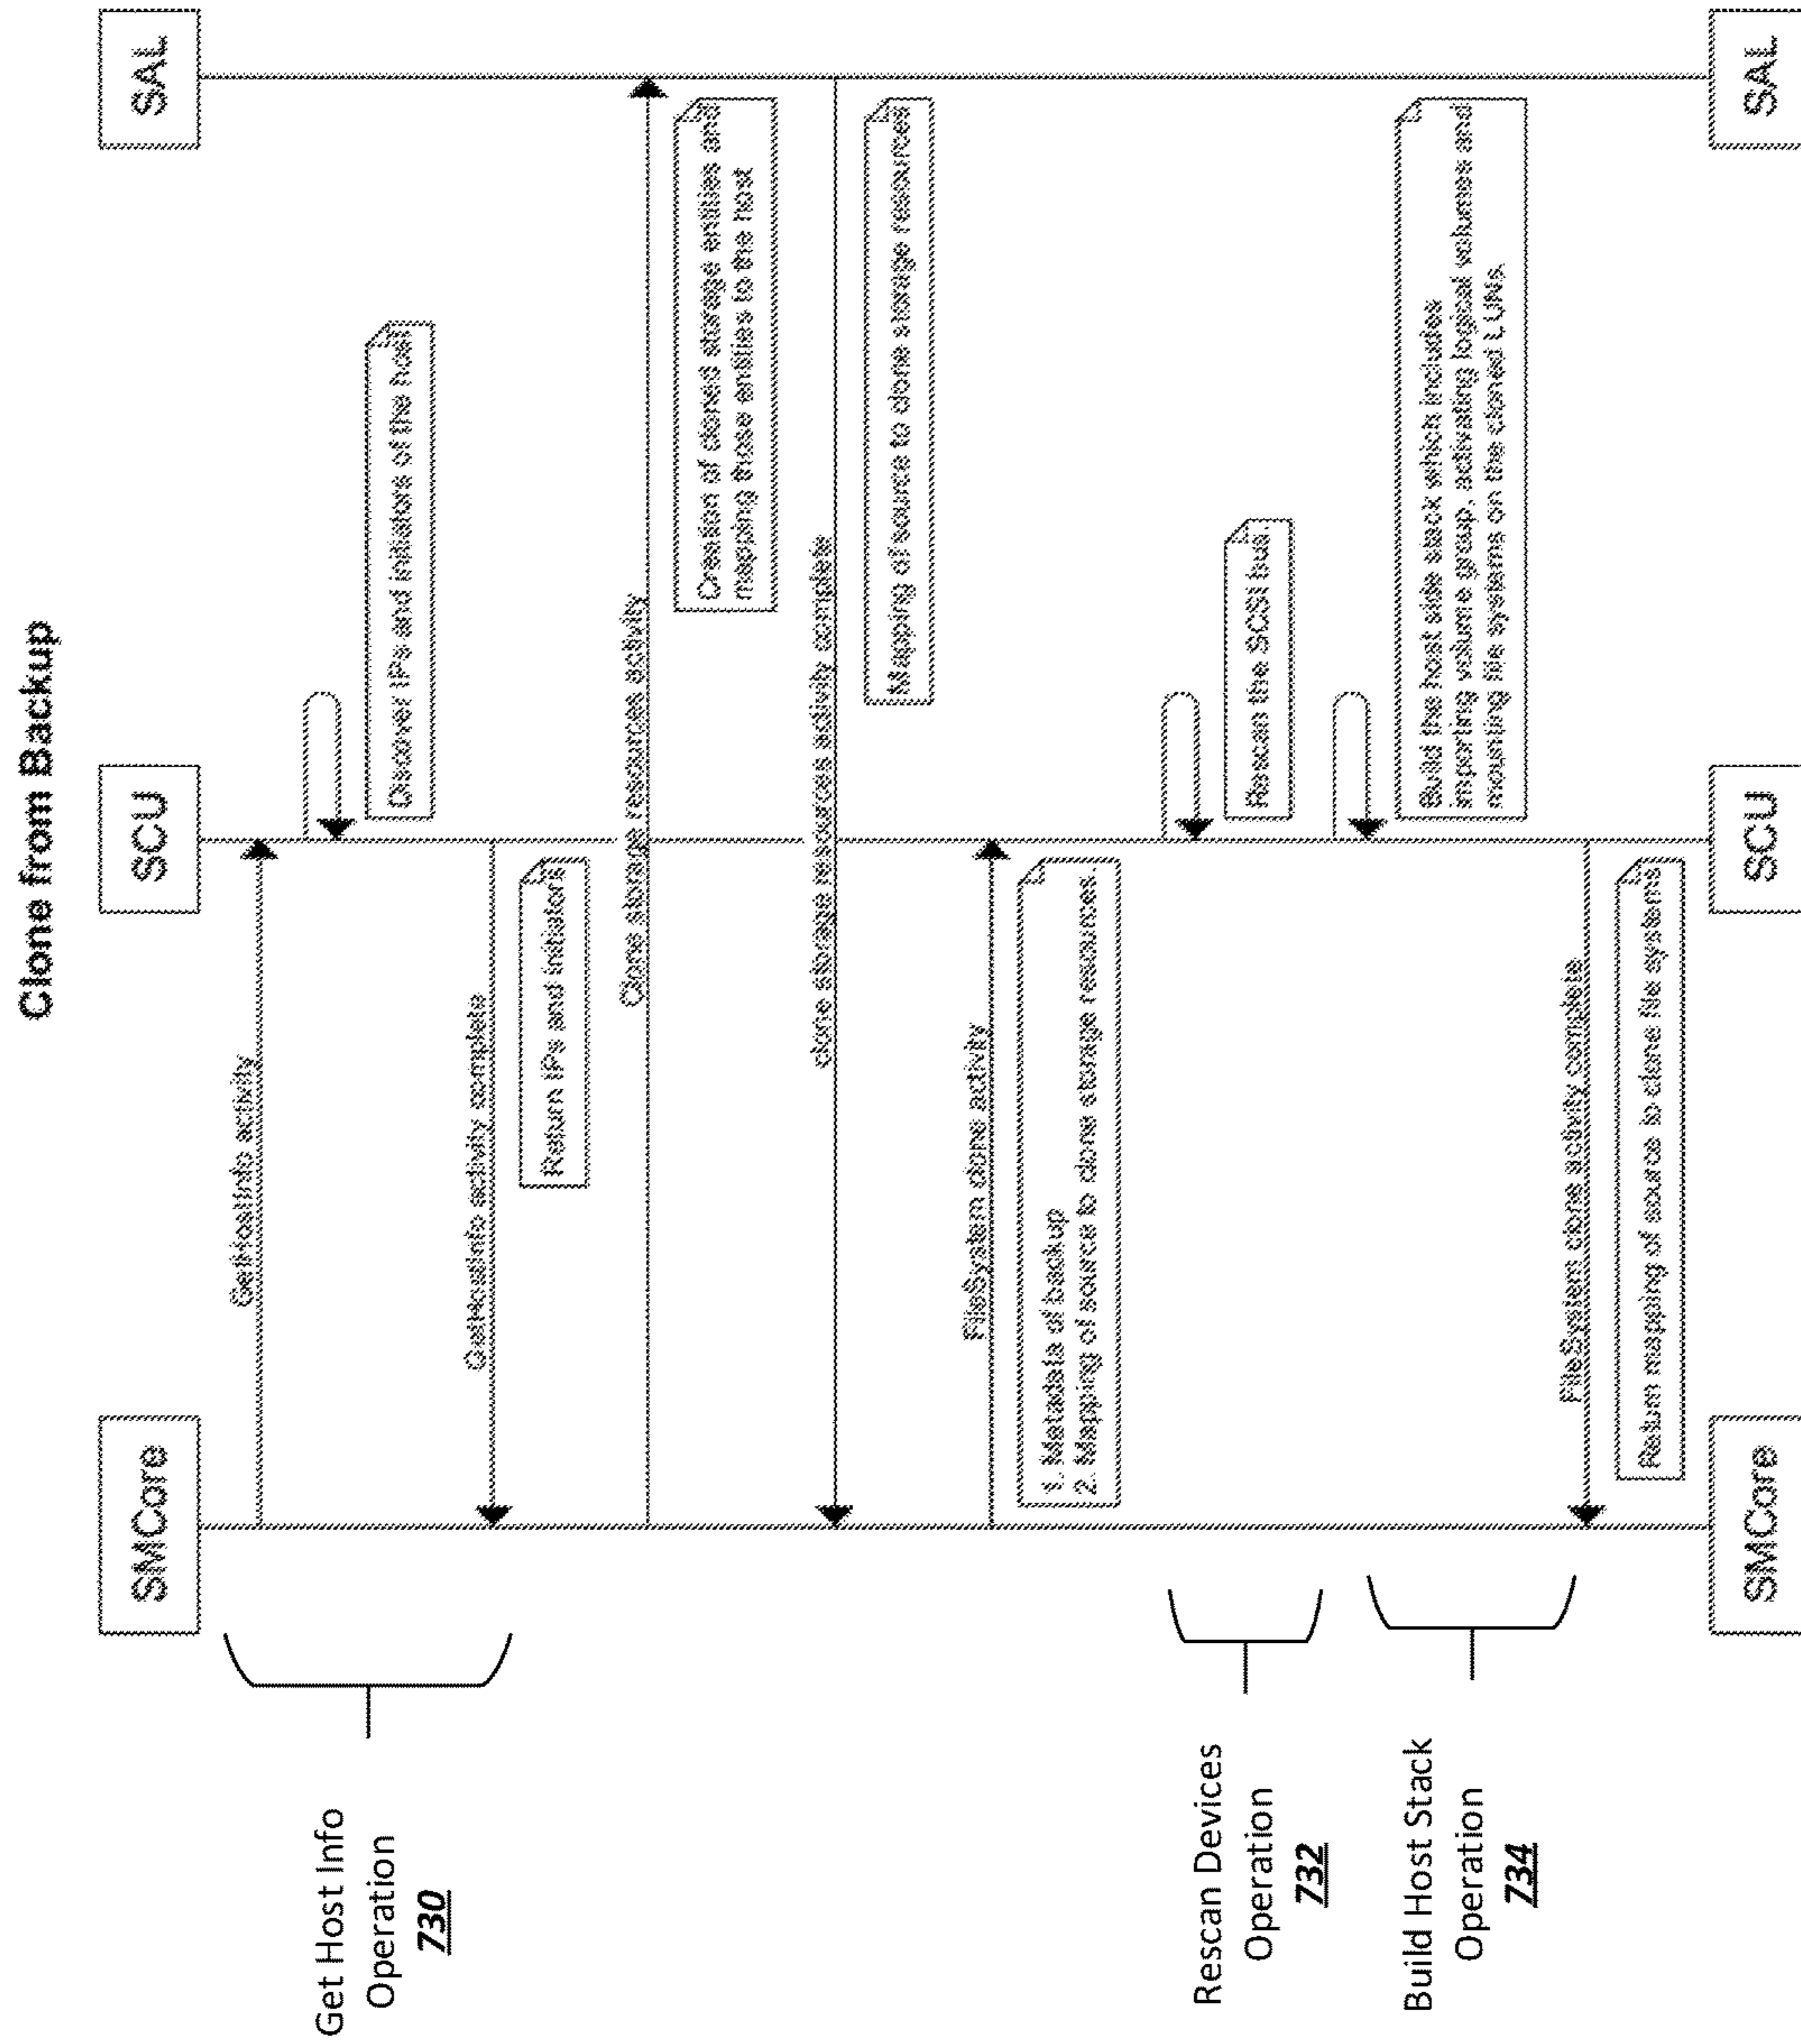 Clone from Backup
SMCore
SCU
SAL
Get Host Info
Operation
730
GetHostInfo activity
Discover IPs and initiators of the host
GetHostInfo activity complete
Return IPs and initiators
Clone storage resources activity
Creation of cloned storage entities and
mapping those entities to the host
clone storage resources activity complete
Mapping of source to clone storage resources
FileSystem clone activity
1. Metadata of backup
2. Mapping of source to clone storage resources.
Rescan Devices
Operation
732
Rescan the SCSI bus.
Build Host Stack
Operation
734
Build the host side stack which includes
importing volume group, activating logical volumes and
mounting file systems on the cloned LUNs.
FileSystem clone activity complete
Return mapping of source to clone file systems
SMCore
SCU
SAL